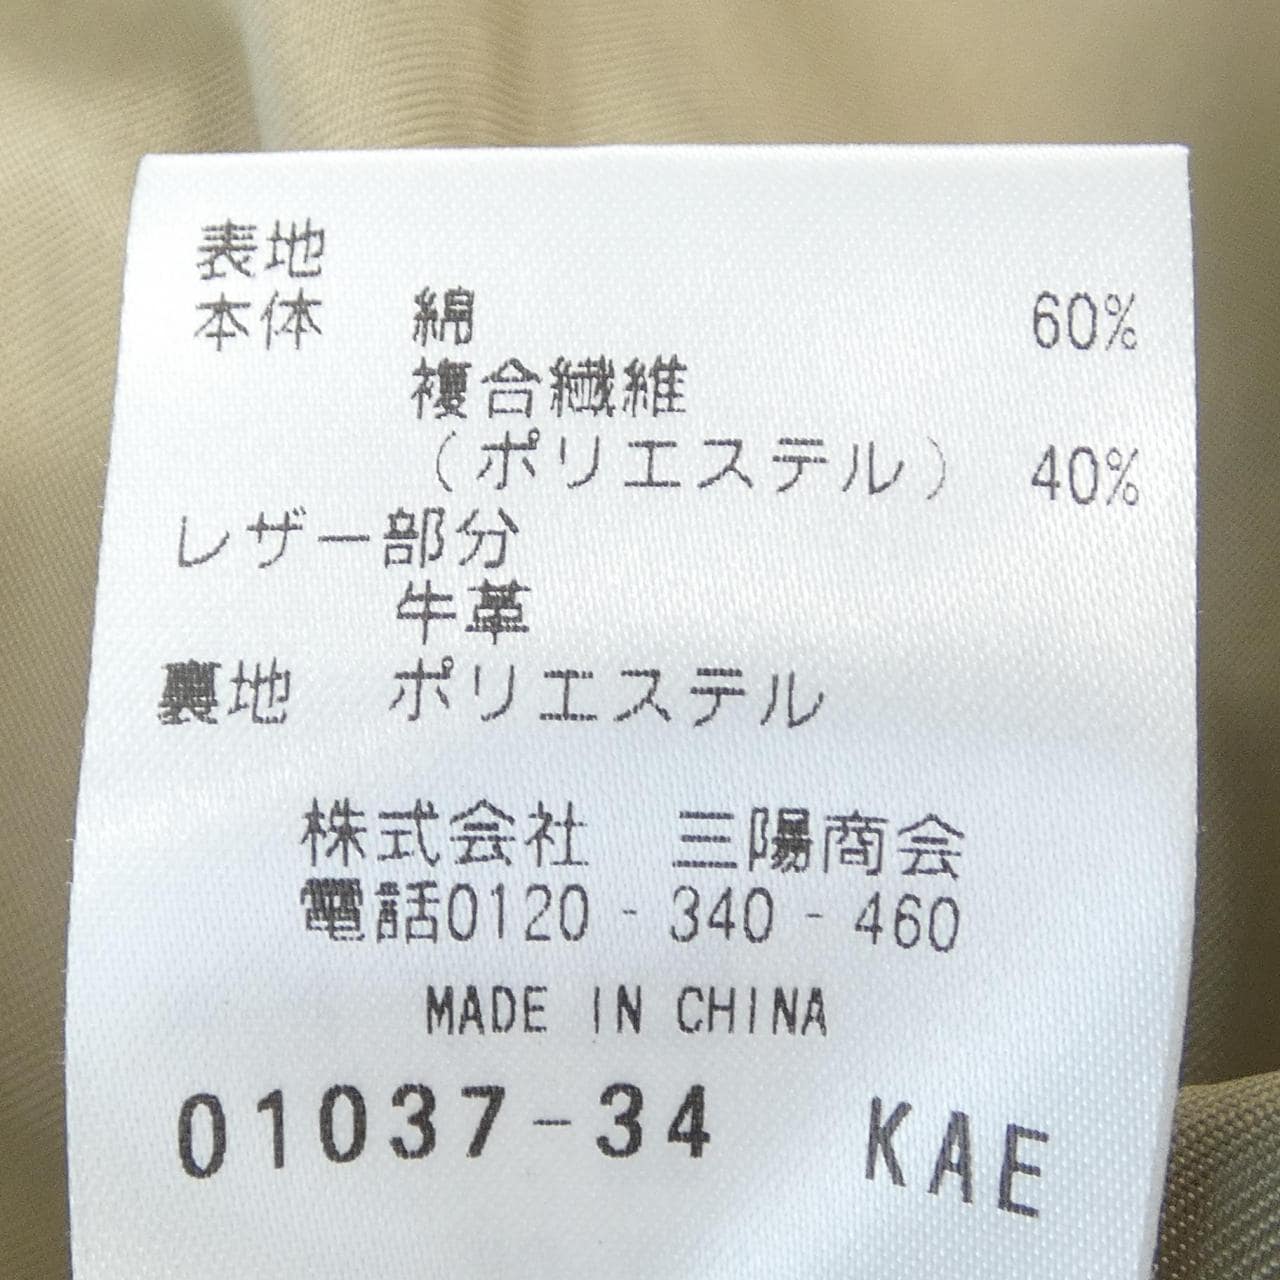 表地
本体 綿 60%
複合繊維
(ポリエステル) 40%
レザー部分
牛革
裏地 ポリエステル
株式会社 三陽商会
電話0120-340-460
MADE IN CHINA
01037-34 KAE